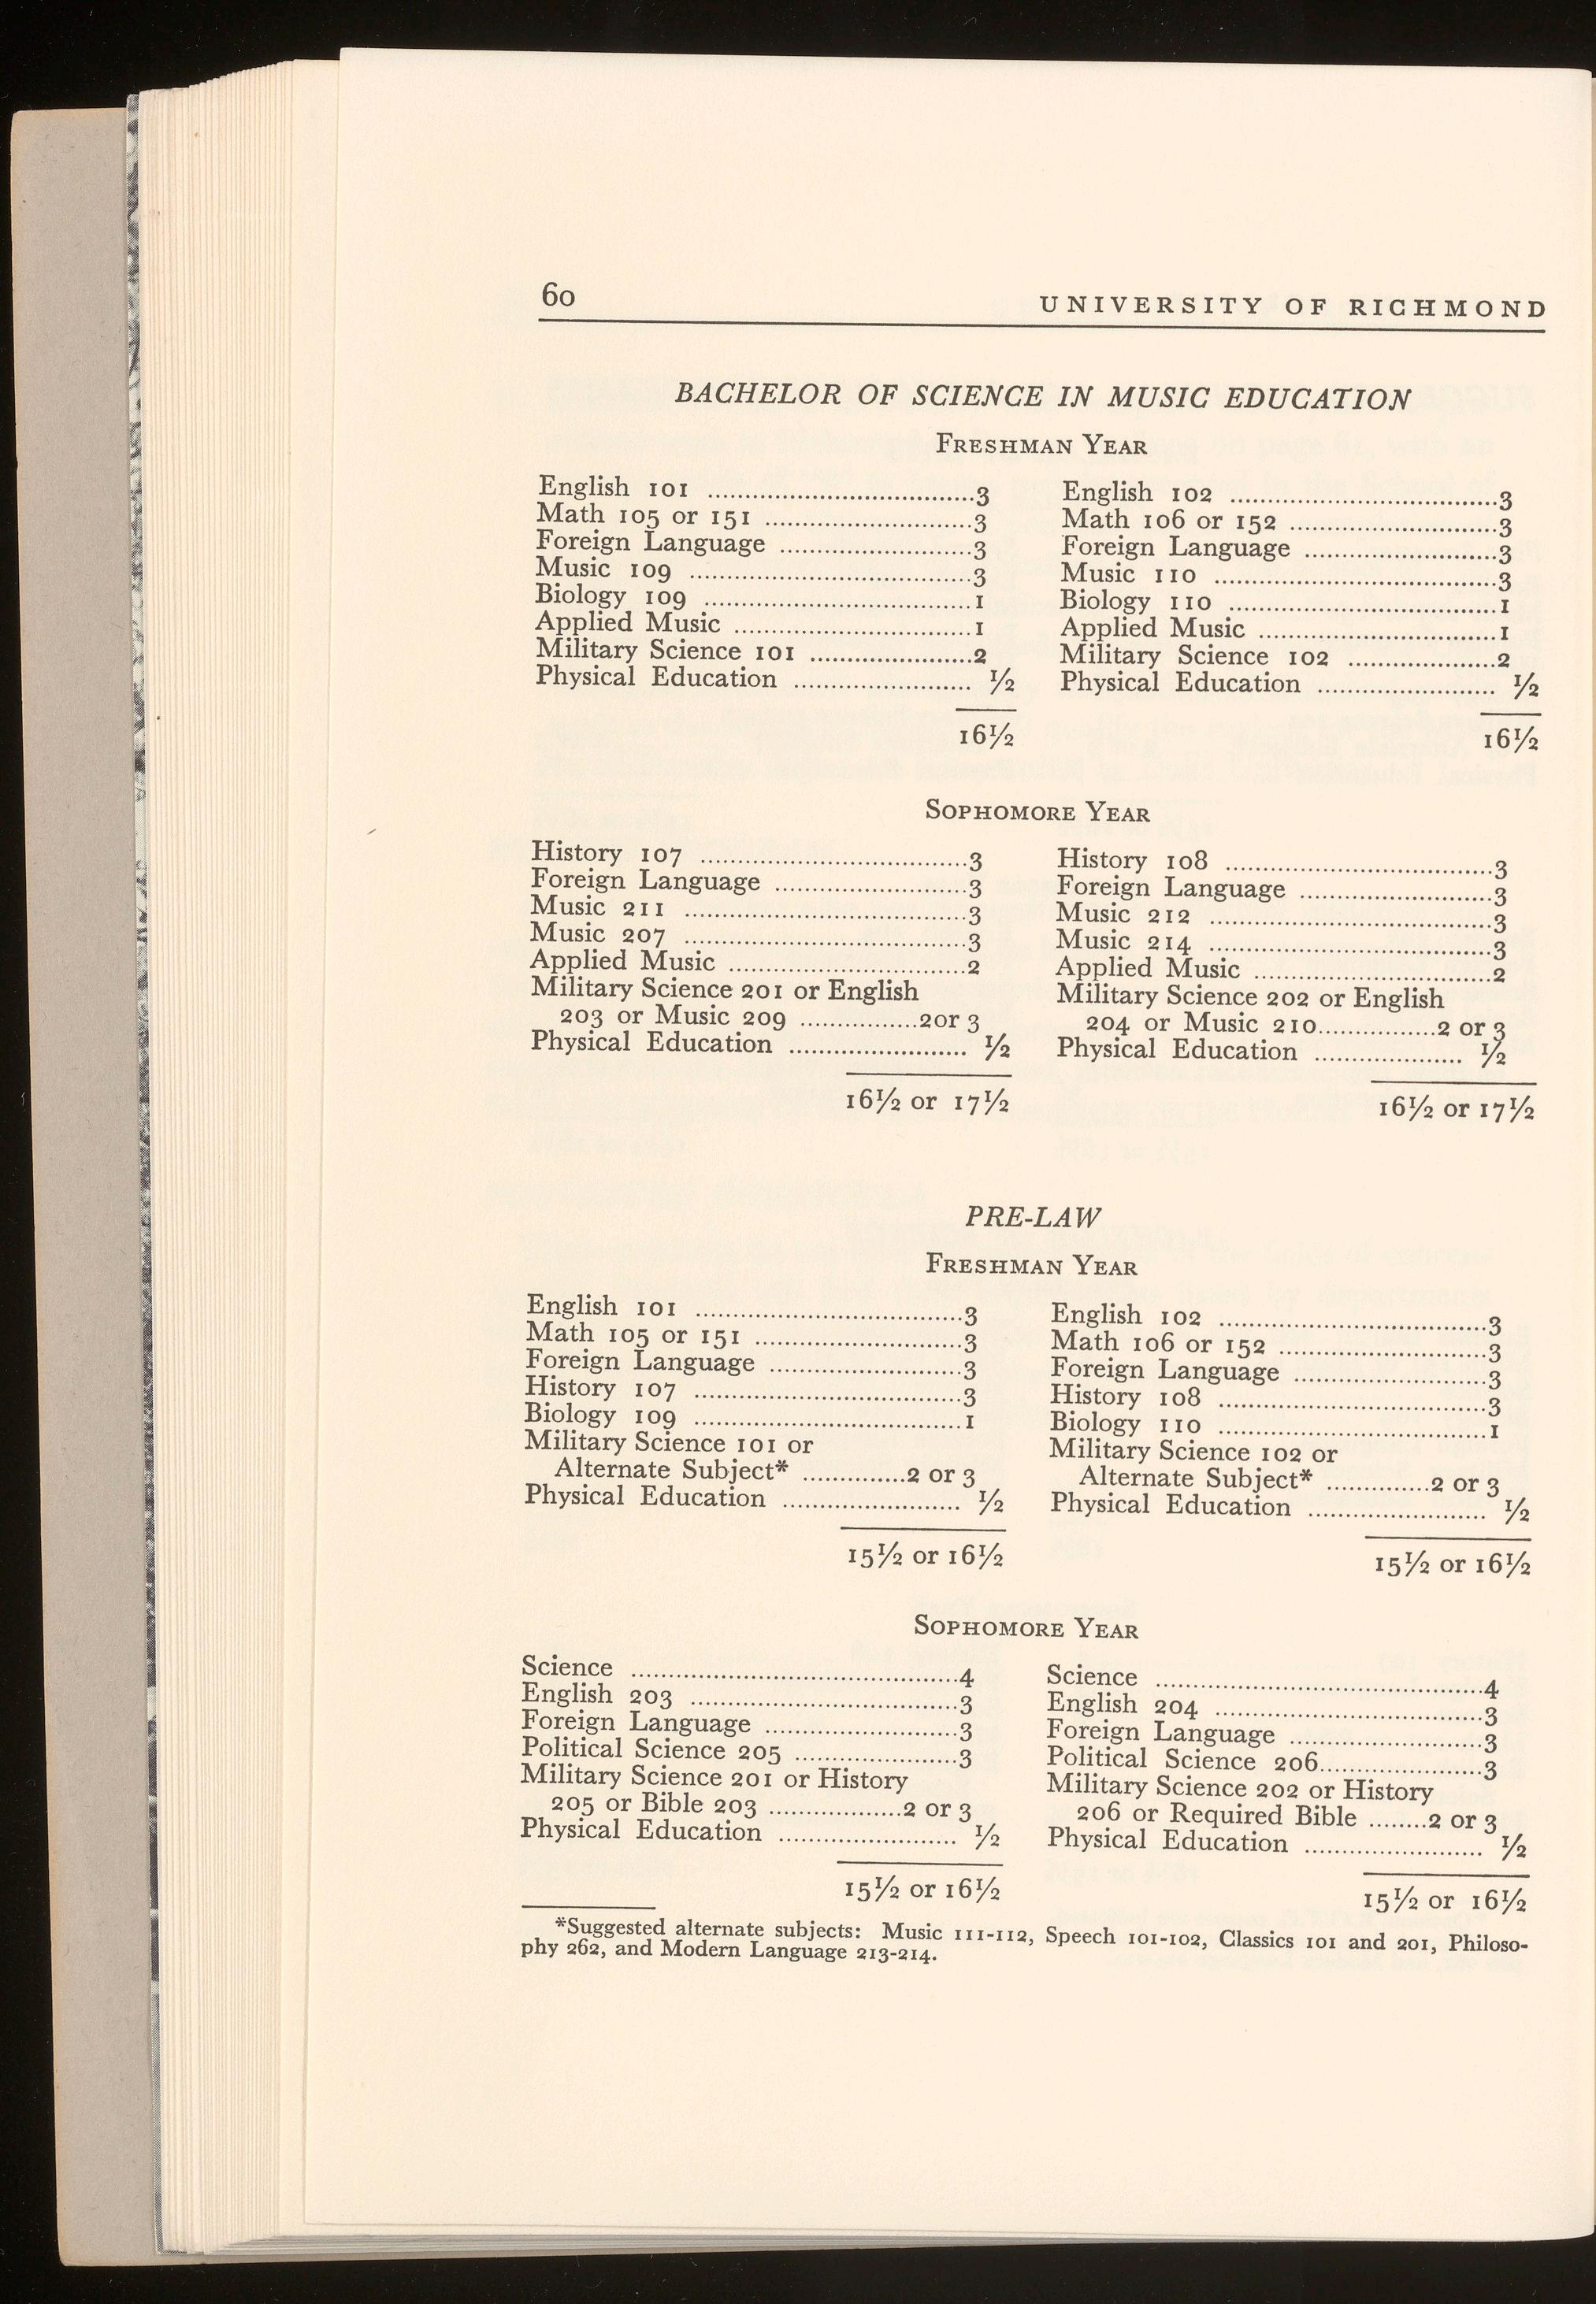 60
UNIVERSITY OF RICHMOND
BACHELOR OF SCIENCE IN MUSIC EDUCATION
FRESHMAN YEAR
English 101 ....................................3
Math 105 or 151 ............................3
Foreign Language ..........................3
Music 109 ......................................3
Biology 109 ....................................1
Applied Music ................................1
Military Science 101 ......................2
Physical Education ........................ ½
16½
English 102 ....................................3
Math 106 or 152 ............................3
Foreign Language ..........................3
Music 110 ......................................3
Biology 110 ....................................1
Applied Music ................................1
Military Science 102 ....................2
Physical Education ........................ ½
16½
SOPHOMORE YEAR
History 107 ....................................3
Foreign Language ..........................3
Music 211 ......................................3
Music 207 ......................................3
Applied Music ................................2
Military Science 201 or English
203 or Music 209 ................2or 3
Physical Education ........................ ½
16½ or 17½
History 108 ....................................3
Foreign Language ..........................3
Music 212 ......................................3
Music 214 ......................................3
Applied Music ................................2
Military Science 202 or English
204 or Music 210................2 or 3
Physical Education .................... ½
16½ or 17½
PRE-LAW
FRESHMAN YEAR
English 101 ....................................3
Math 105 or 151 ............................3
Foreign Language ..........................3
History 107 ....................................3
Biology 109 ....................................1
Military Science 101 or
Alternate Subject* ..............2 or 3
Physical Education ........................ ½
15½ or 16½
English 102 ....................................3
Math 106 or 152 ............................3
Foreign Language ..........................3
History 108 ....................................3
Biology 110 ....................................1
Military Science 102 or
Alternate Subject* ..............2 or 3
Physical Education ........................ ½
15½ or 16½
SOPHOMORE YEAR
Science ............................................4
English 203 ....................................3
Foreign Language ..........................3
Political Science 205 ......................3
Military Science 201 or History
205 or Bible 203 ..................2 or 3
Physical Education ........................ ½
15½ or 16½
Science ............................................4
English 204 ....................................3
Foreign Language ..........................3
Political Science 206......................3
Military Science 202 or History
206 or Required Bible ........2 or 3
Physical Education ........................ ½
15½ or 16½
*Suggested alternate subjects: Music 111-112, Speech 101-102, Classics 101 and 201, Philoso-
phy 262, and Modern Language 213-214.